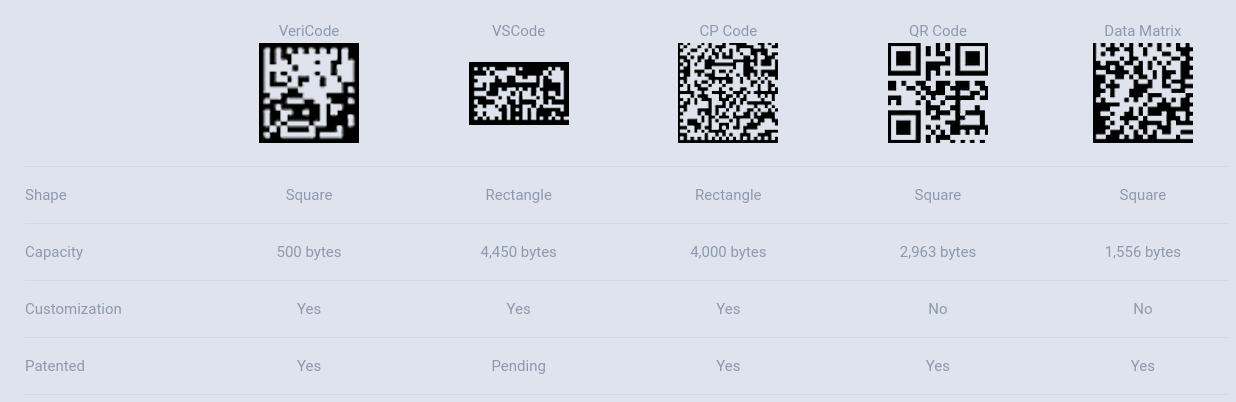 VeriCode VSCode CP Code QR Code Data Matrix
Shape Square Rectangle Rectangle Square Square
Capacity 500 bytes 4,450 bytes 4,000 bytes 2,963 bytes 1,556 bytes
Customization Yes Yes Yes No No
Patented Yes Pending Yes Yes Yes